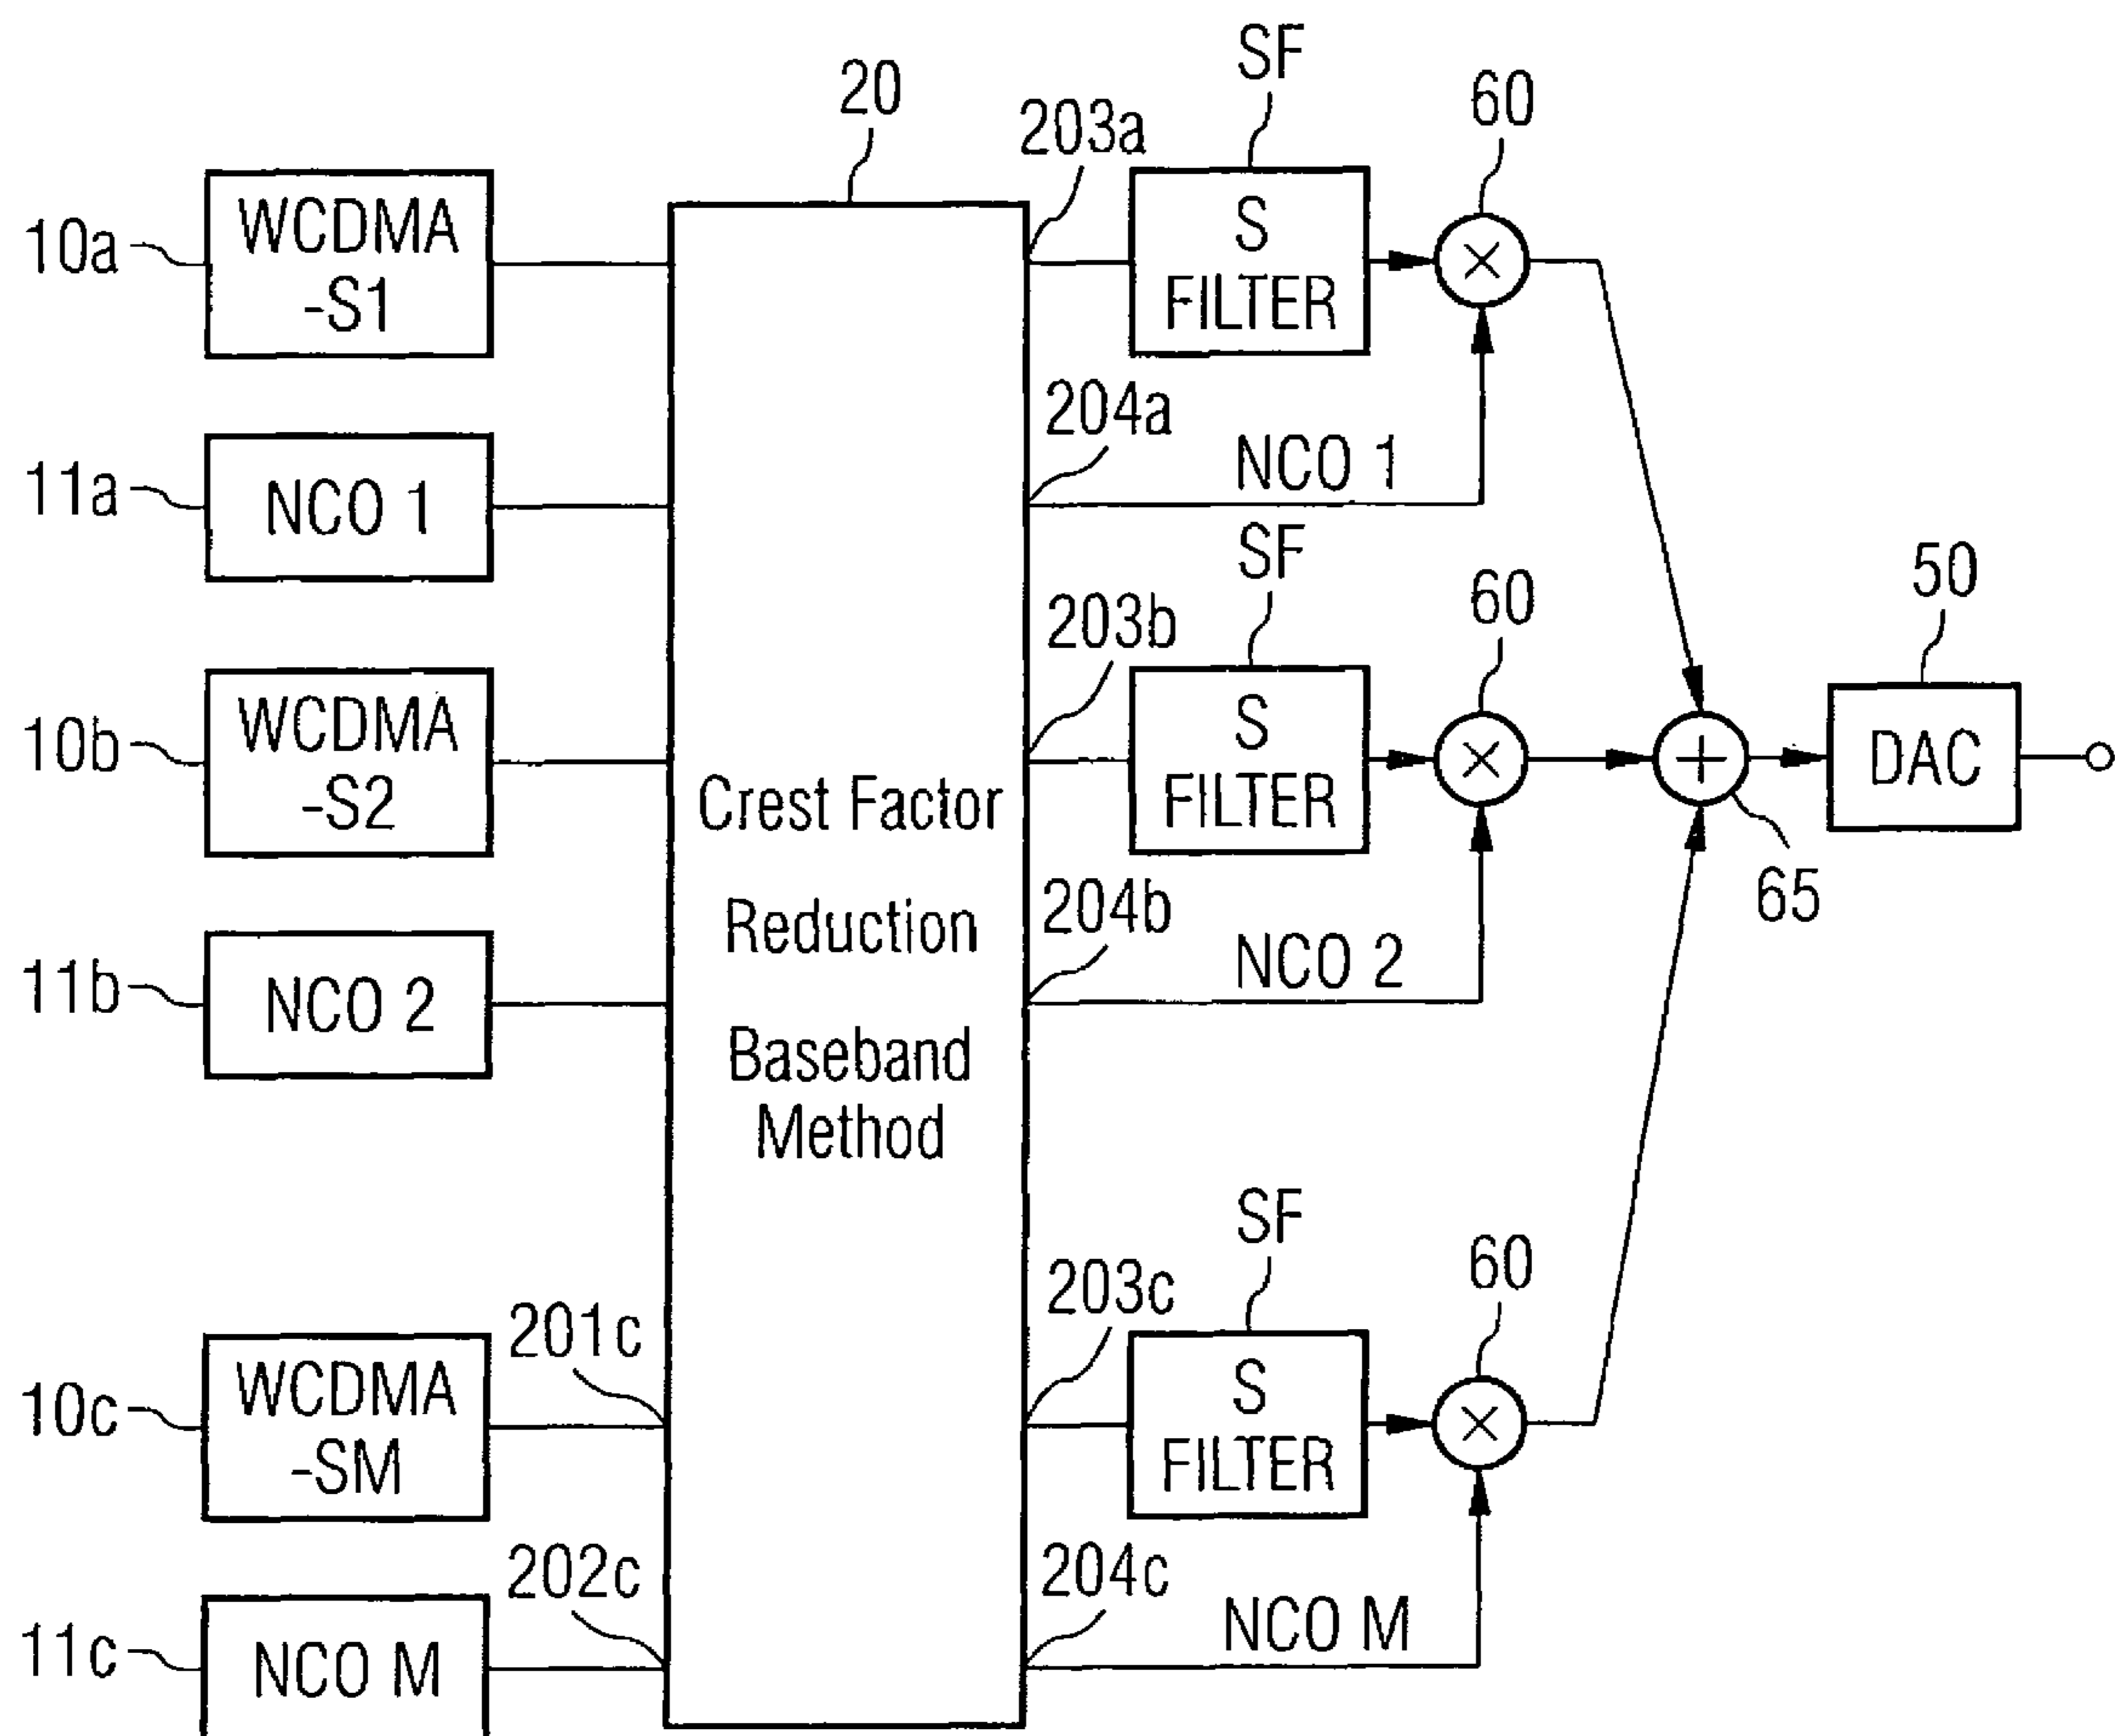 SF
20
60
203a
WCDMA
-S1
10a
S
FILTER
204a
NCO 1
11a
NCO 1
SF
60
50
203b
WCDMA
-S2
10b
S
FILTER
DAC
Crest Factor
Reduction
Baseband
Method
65
204b
NCO 2
11b
NCO 2
SF
60
203c
201c
WCDMA
-SM
10c
S
FILTER
202c
204c
NCO M
11c
NCO M